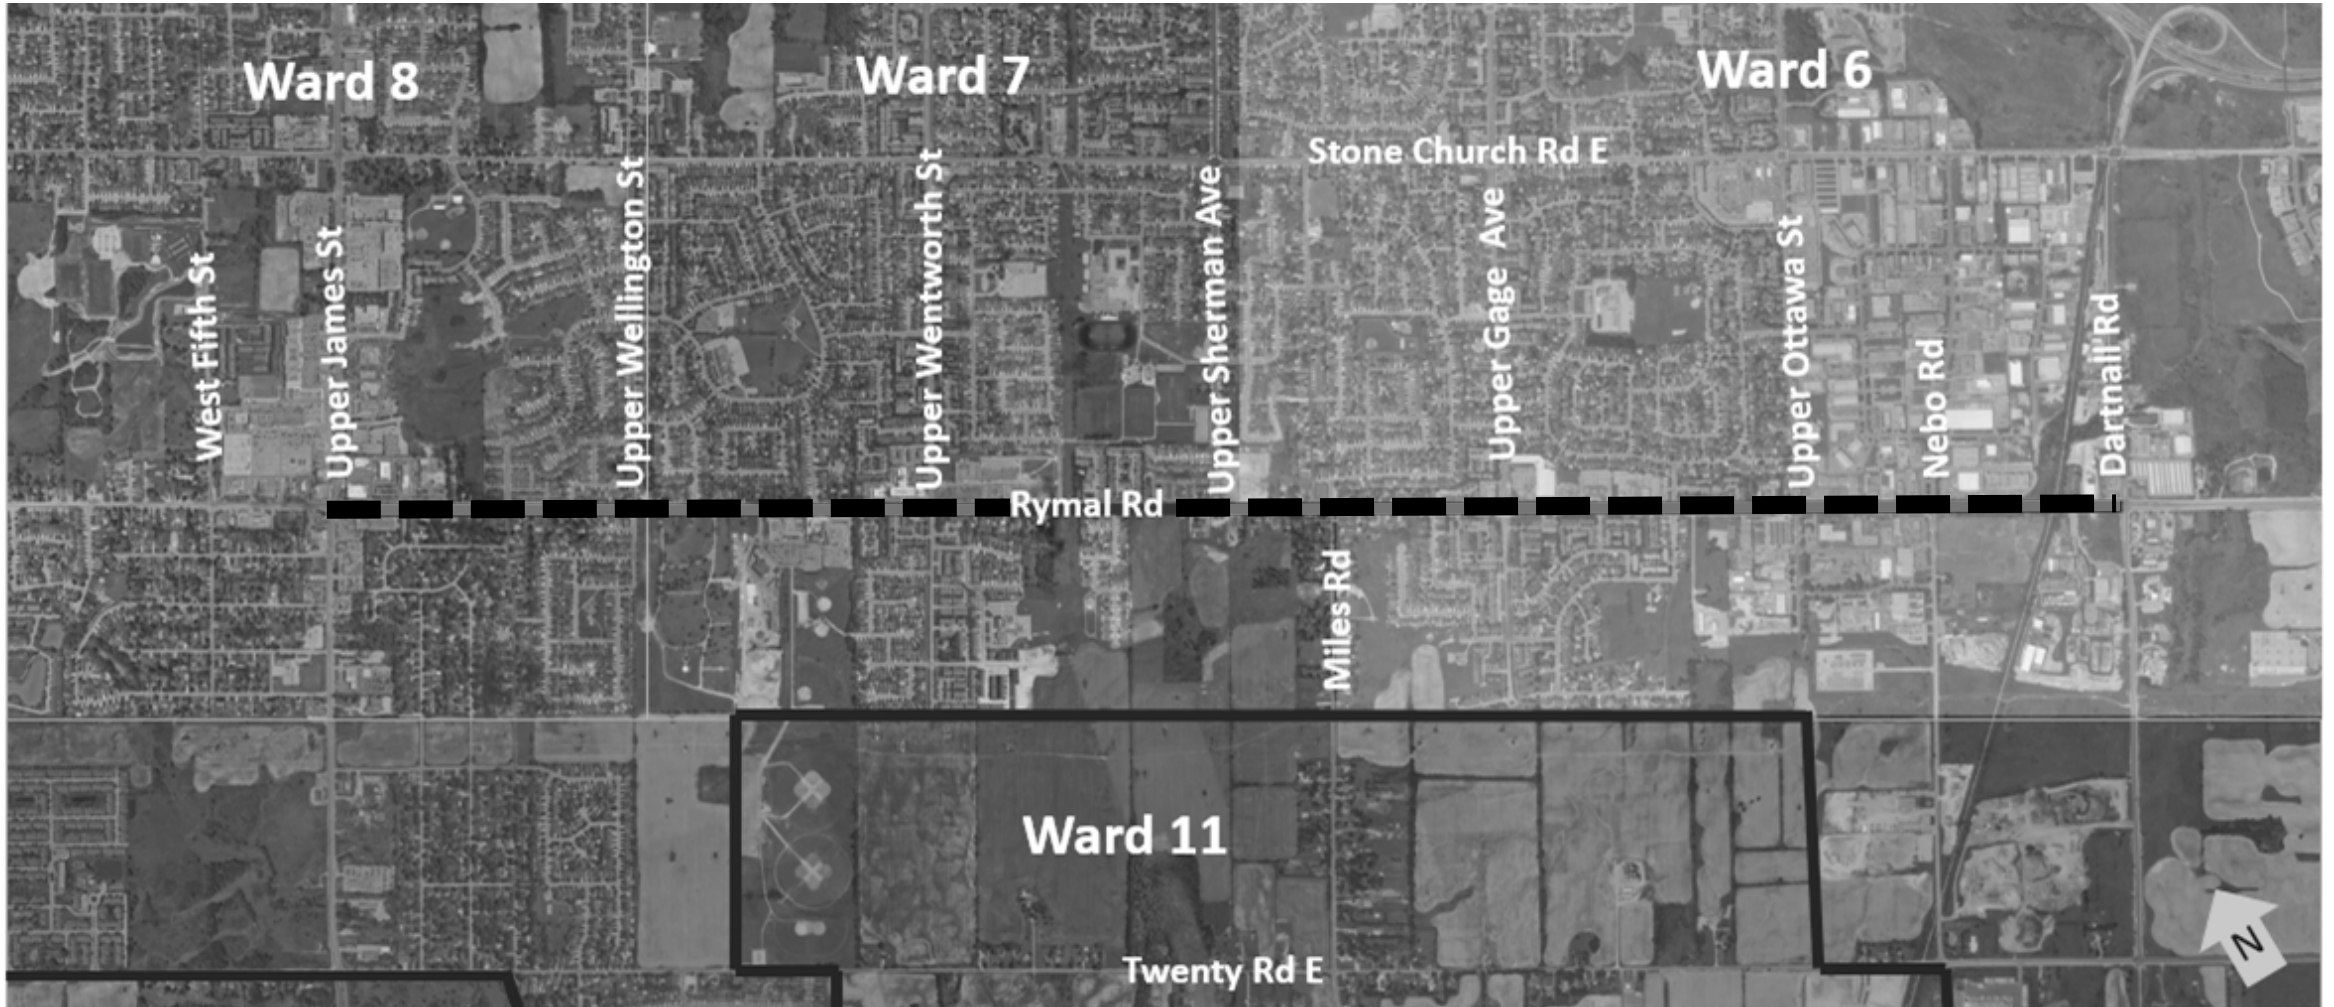 Ward 8
Ward 7
Ward 6
Stone Church Rd E
West Fifth St
Upper James St
Upper Wellington St
Upper Wentworth St
Upper Sherman Ave
Upper Gage Ave
Upper Ottawa St
Nebo Rd
Dartnall Rd
Rymal Rd
Miles Rd
Ward 11
Twenty Rd E
N